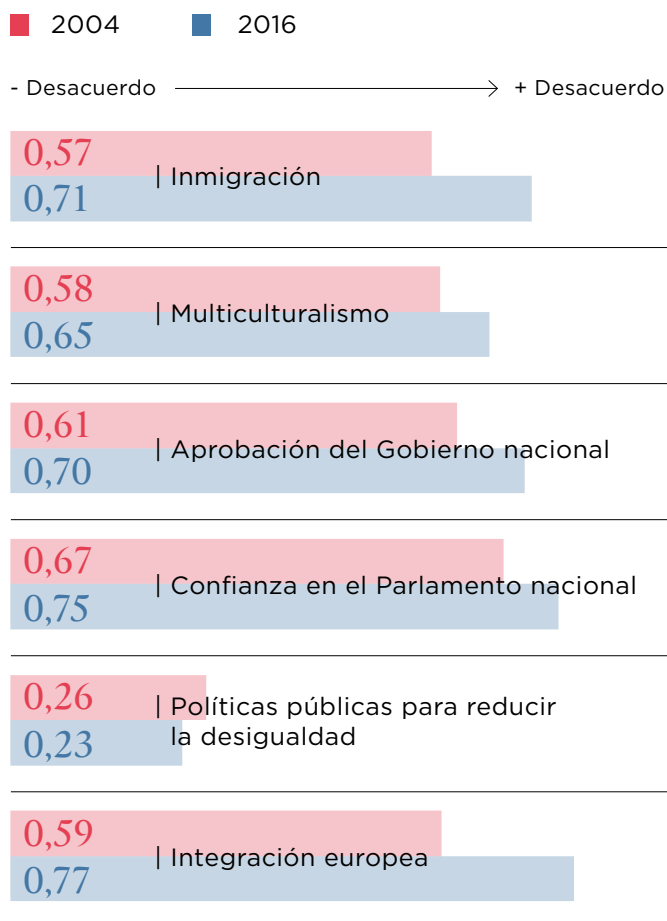 2004 2016
- Desacuerdo + Desacuerdo
0,57
| Inmigración
0,71
0,58
| Multiculturalismo
0,65
0,61
| Aprobación del Gobierno nacional
0,70
0,67
| Confianza en el Parlamento nacional
0,75
0,26
| Políticas públicas para reducir
la desigualdad
0,23
0,59
| Integración europea
0,77